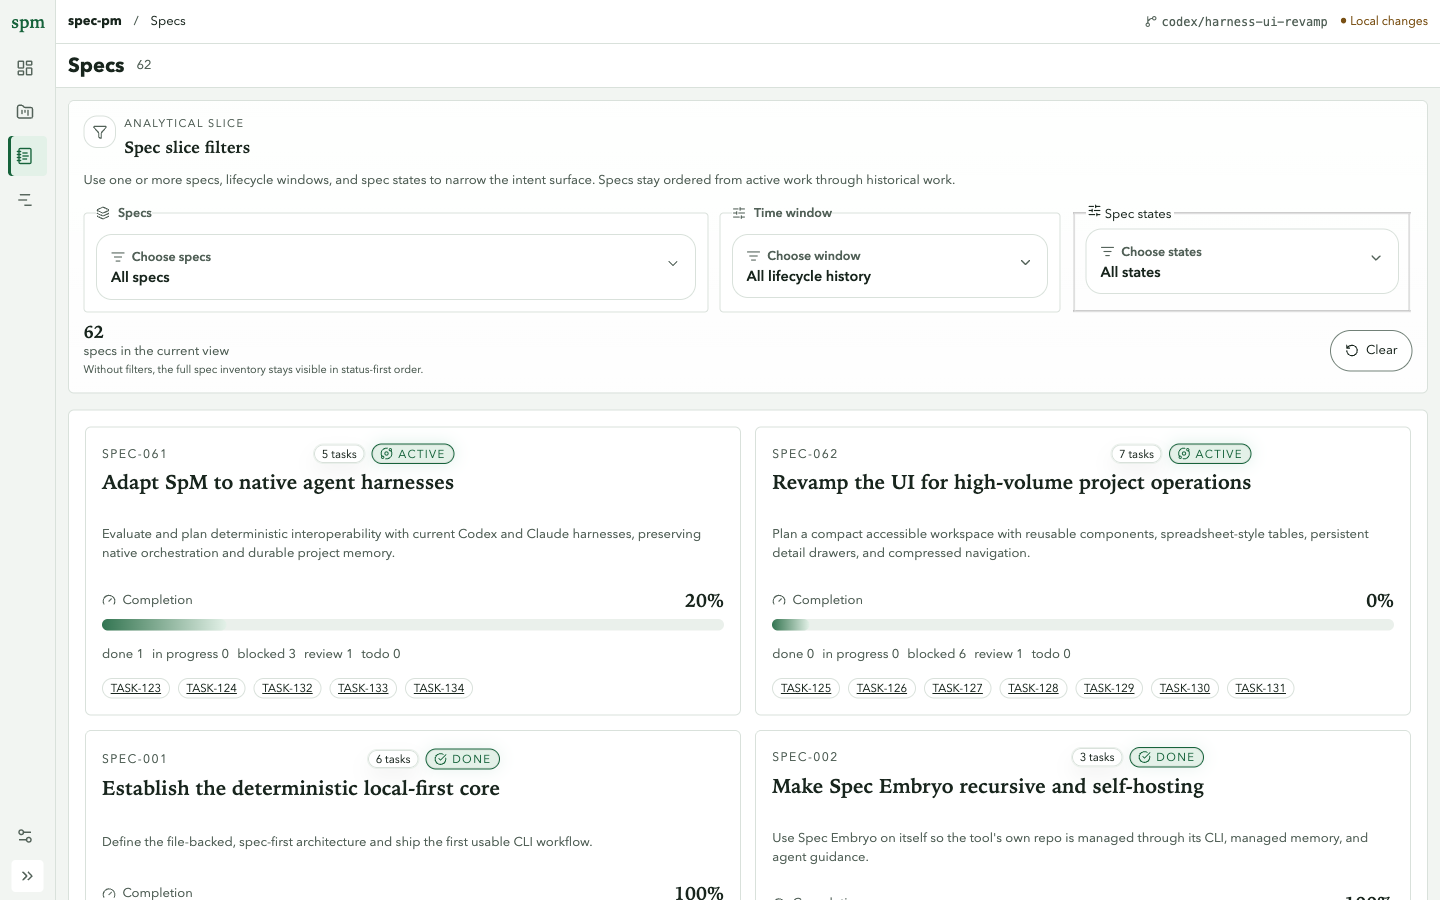 spm
spec-pm / Specs
codex/harness-ui-revamp
Local changes
Specs 62
ANALYTICAL SLICE
Spec slice filters
Use one or more specs, lifecycle windows, and spec states to narrow the intent surface. Specs stay ordered from active work through historical work.
Specs
Choose specs
All specs
Time window
Choose window
All lifecycle history
Spec states
Choose states
All states
62
specs in the current view
Without filters, the full spec inventory stays visible in status-first order.
Clear
SPEC-061 5 tasks ACTIVE
Adapt SpM to native agent harnesses
Evaluate and plan deterministic interoperability with current Codex and Claude harnesses, preserving
native orchestration and durable project memory.
Completion 20%
done 1 in progress 0 blocked 3 review 1 todo 0
TASK-123 TASK-124 TASK-132 TASK-133 TASK-134
SPEC-062 7 tasks ACTIVE
Revamp the UI for high-volume project operations
Plan a compact accessible workspace with reusable components, spreadsheet-style tables, persistent
detail drawers, and compressed navigation.
Completion 0%
done 0 in progress 0 blocked 6 review 1 todo 0
TASK-125 TASK-126 TASK-127 TASK-128 TASK-129 TASK-130 TASK-131
SPEC-001 6 tasks DONE
Establish the deterministic local-first core
Define the file-backed, spec-first architecture and ship the first usable CLI workflow.
Completion 100%
SPEC-002 3 tasks DONE
Make Spec Embryo recursive and self-hosting
Use Spec Embryo on itself so the tool's own repo is managed through its CLI, managed memory, and
agent guidance.